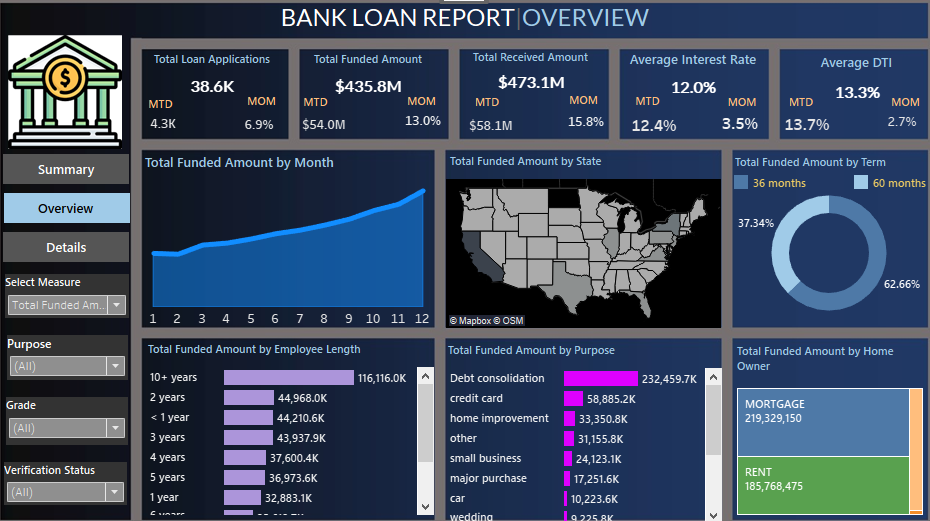 BANK LOAN REPORT|OVERVIEW
$
Summary
Overview
Details
Select Measure
Total Funded Am..
Purpose
(All)
Grade
(All)
Verification Status
(All)
Total Loan Applications
38.6K
MTD MOM
4.3K 6.9%
Total Funded Amount
$435.8M
MTD MOM
$54.0M 13.0%
Total Received Amount
$473.1M
MTD MOM
$58.1M 15.8%
Average Interest Rate
12.0%
MTD MOM
12.4% 3.5%
Average DTI
13.3%
MTD MOM
13.7% 2.7%
Total Funded Amount by Month
1 2 3 4 5 6 7 8 9 10 11 12
Total Funded Amount by State
© Mapbox © OSM
Total Funded Amount by Term
36 months 60 months
37.34%
62.66%
Total Funded Amount by Employee Length
10+ years 116,116.0K
2 years 44,968.0K
< 1 year 44,210.6K
3 years 43,937.9K
4 years 37,600.4K
5 years 36,973.6K
1 year 32,883.1K
6 years
Total Funded Amount by Purpose
Debt consolidation 232,459.7K
credit card 58,885.2K
home improvement 33,350.8K
other 31,155.8K
small business 24,123.1K
major purchase 17,251.6K
car 10,223.6K
wedding 9,225.8K
Total Funded Amount by Home
Owner
MORTGAGE
219,329,150
RENT
185,768,475